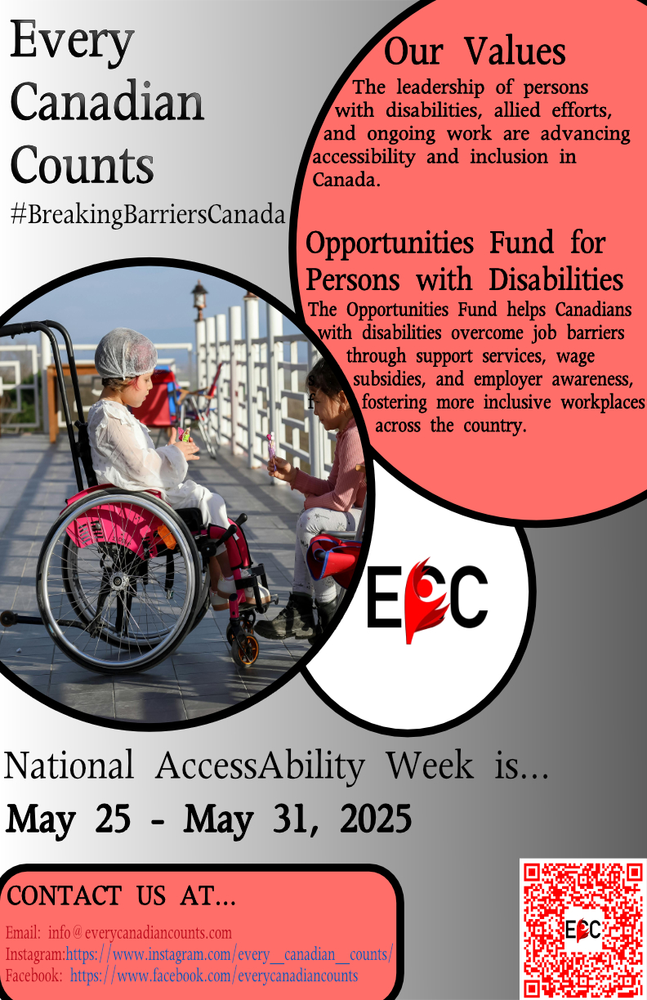 Every
Canadian
Counts
#BreakingBarriersCanada
Our Values
The leadership of persons
with disabilities, allied efforts,
and ongoing work are advancing
accessibility and inclusion in
Canada.
Opportunities Fund for
Persons with Disabilities
The Opportunities Fund helps Canadians
with disabilities overcome job barriers
through support services, wage
subsidies, and employer awareness,
fostering more inclusive workplaces
across the country.
ECC
National AccessAbility Week is...
May 25 - May 31, 2025
CONTACT US AT...
Email: info@everycanadiancounts.com
Instagram:https://www.instagram.com/every_canadian_counts/
Facebook: https://www.facebook.com/everycanadiancounts
ECC